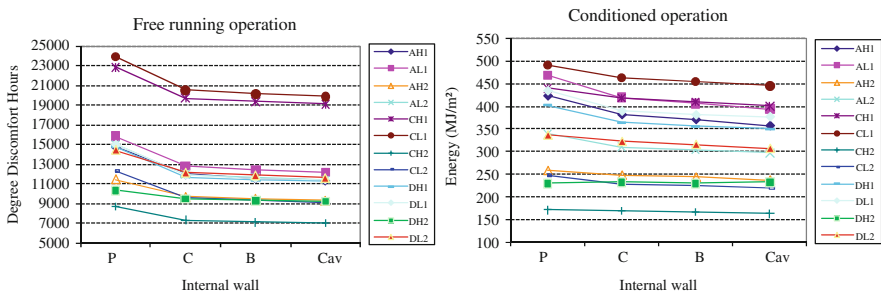 Free running operation
Degree Discomfort Hours
25000
23000
21000
19000
17000
15000
13000
11000
9000
7000
5000
P
C
B
Cav
Internal wall
AH1
AL1
AH2
AL2
CH1
CL1
CH2
CL2
DH1
DL1
DH2
DL2
Conditioned operation
Energy (MJ/m²)
550
500
450
400
350
300
250
200
150
100
P
C
B
Cav
Internal wall
AH1
AL1
AH2
AL2
CH1
CL1
CH2
CL2
DH1
DL1
DH2
DL2